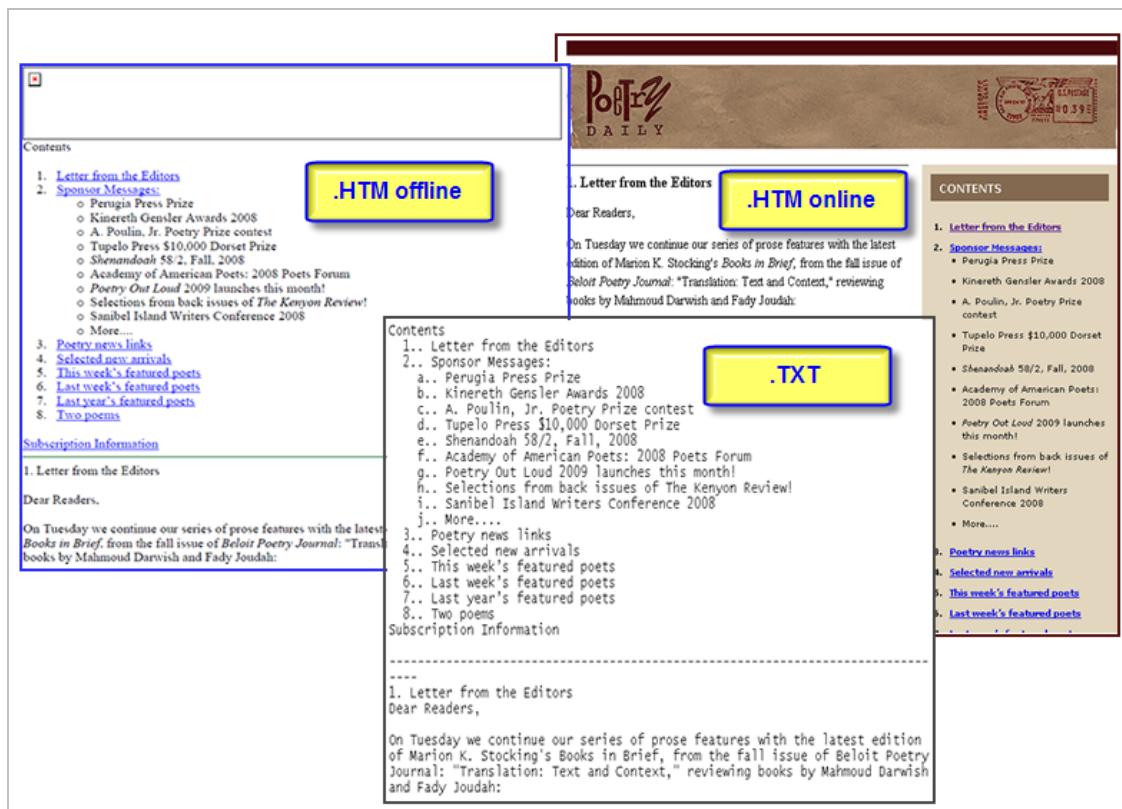 Contents
1. Letter from the Editors
2. Sponsor Messages:
○ Perugia Press Prize
○ Kinereth Gensler Awards 2008
○ A. Poulin, Jr. Poetry Prize contest
○ Tupelo Press $10,000 Dorset Prize
○ Shenandoah 58/2, Fall, 2008
○ Academy of American Poets: 2008 Poets Forum
○ Poetry Out Loud 2009 launches this month!
○ Selections from back issues of The Kenyon Review!
○ Sanibel Island Writers Conference 2008
○ More....
3. Poetry news links
4. Selected new arrivals
5. This week's featured poets
6. Last week's featured poets
7. Last year's featured poets
8. Two poems
Subscription Information
1. Letter from the Editors
Dear Readers,
On Tuesday we continue our series of prose features with the latest
Books in Brief, from the fall issue of Beloit Poetry Journal: "Transl
books by Mahmoud Darwish and Fady Joudah:
.HTM offline
POETRY
DAILY
U.S.POSTAGE
0.39
1. Letter from the Editors
.HTM online
Dear Readers,
On Tuesday we continue our series of prose features with the latest
edition of Marion K. Stocking's Books in Brief, from the fall issue of
Beloit Poetry Journal: "Translation: Text and Context," reviewing
books by Mahmoud Darwish and Fady Joudah:
CONTENTS
1. Letter from the Editors
2. Sponsor Messages:
• Perugia Press Prize
• Kinereth Gensler Awards 2008
• A. Poulin, Jr. Poetry Prize
contest
• Tupelo Press $10,000 Dorset
Prize
• Shenandoah 58/2, Fall, 2008
• Academy of American Poets:
2008 Poets Forum
• Poetry Out Loud 2009 launches
this month!
• Selections from back issues of
The Kenyon Review!
• Sanibel Island Writers
Conference 2008
• More....
3. Poetry news links
4. Selected new arrivals
5. This week's featured poets
6. Last week's featured poets
Contents
1.. Letter from the Editors
2.. Sponsor Messages:
a.. Perugia Press Prize
b.. Kinereth Gensler Awards 2008
c.. A. Poulin, Jr. Poetry Prize contest
d.. Tupelo Press $10,000 Dorset Prize
e.. Shenandoah 58/2, Fall, 2008
f.. Academy of American Poets: 2008 Poets Forum
g.. Poetry Out Loud 2009 launches this month!
h.. Selections from back issues of The Kenyon Review!
i.. Sanibel Island Writers Conference 2008
j.. More....
3.. Poetry news links
4.. Selected new arrivals
5.. This week's featured poets
6.. Last week's featured poets
7.. Last year's featured poets
8.. Two poems
Subscription Information
.TXT
1. Letter from the Editors
Dear Readers,
On Tuesday we continue our series of prose features with the latest edition
of Marion K. Stocking's Books in Brief, from the fall issue of Beloit Poetry
Journal: "Translation: Text and Context," reviewing books by Mahmoud Darwish
and Fady Joudah: